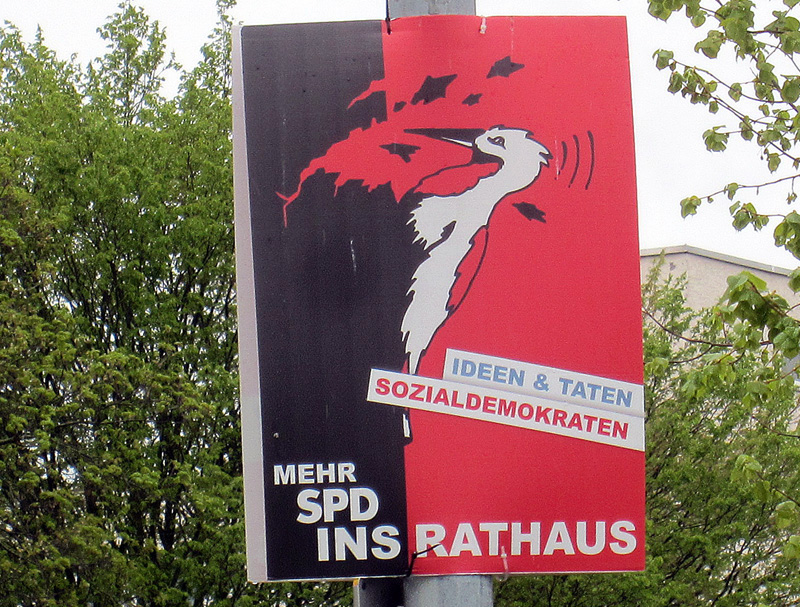 IDEEN & TATEN
SOZIALDEMOKRATEN
MEHR
SPD
INS RATHAUS